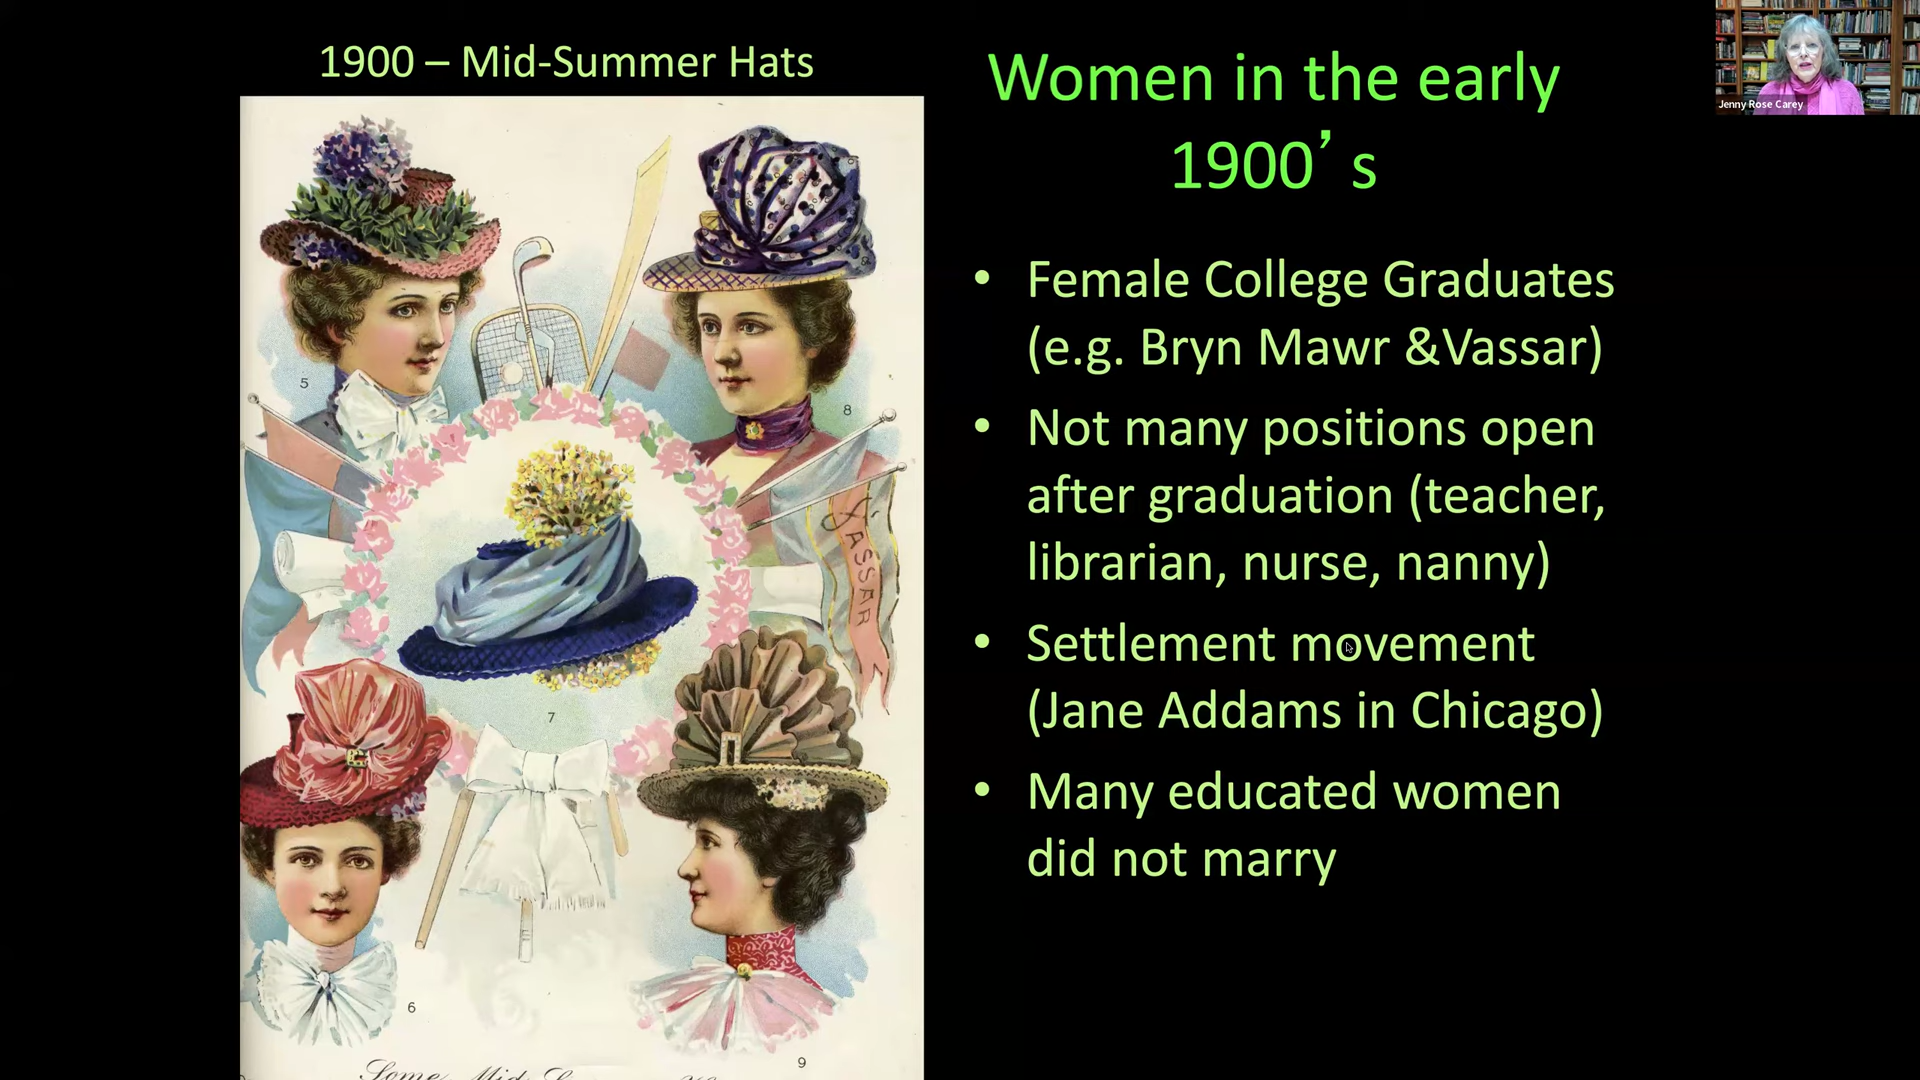 1900 – Mid-Summer Hats
Women in the early
1900’ s
Jenny Rose Carey
• Female College Graduates
(e.g. Bryn Mawr &Vassar)
• Not many positions open
after graduation (teacher,
librarian, nurse, nanny)
• Settlement movement
(Jane Addams in Chicago)
• Many educated women
did not marry
5
8
VASSAR
7
6
9
Some Mid